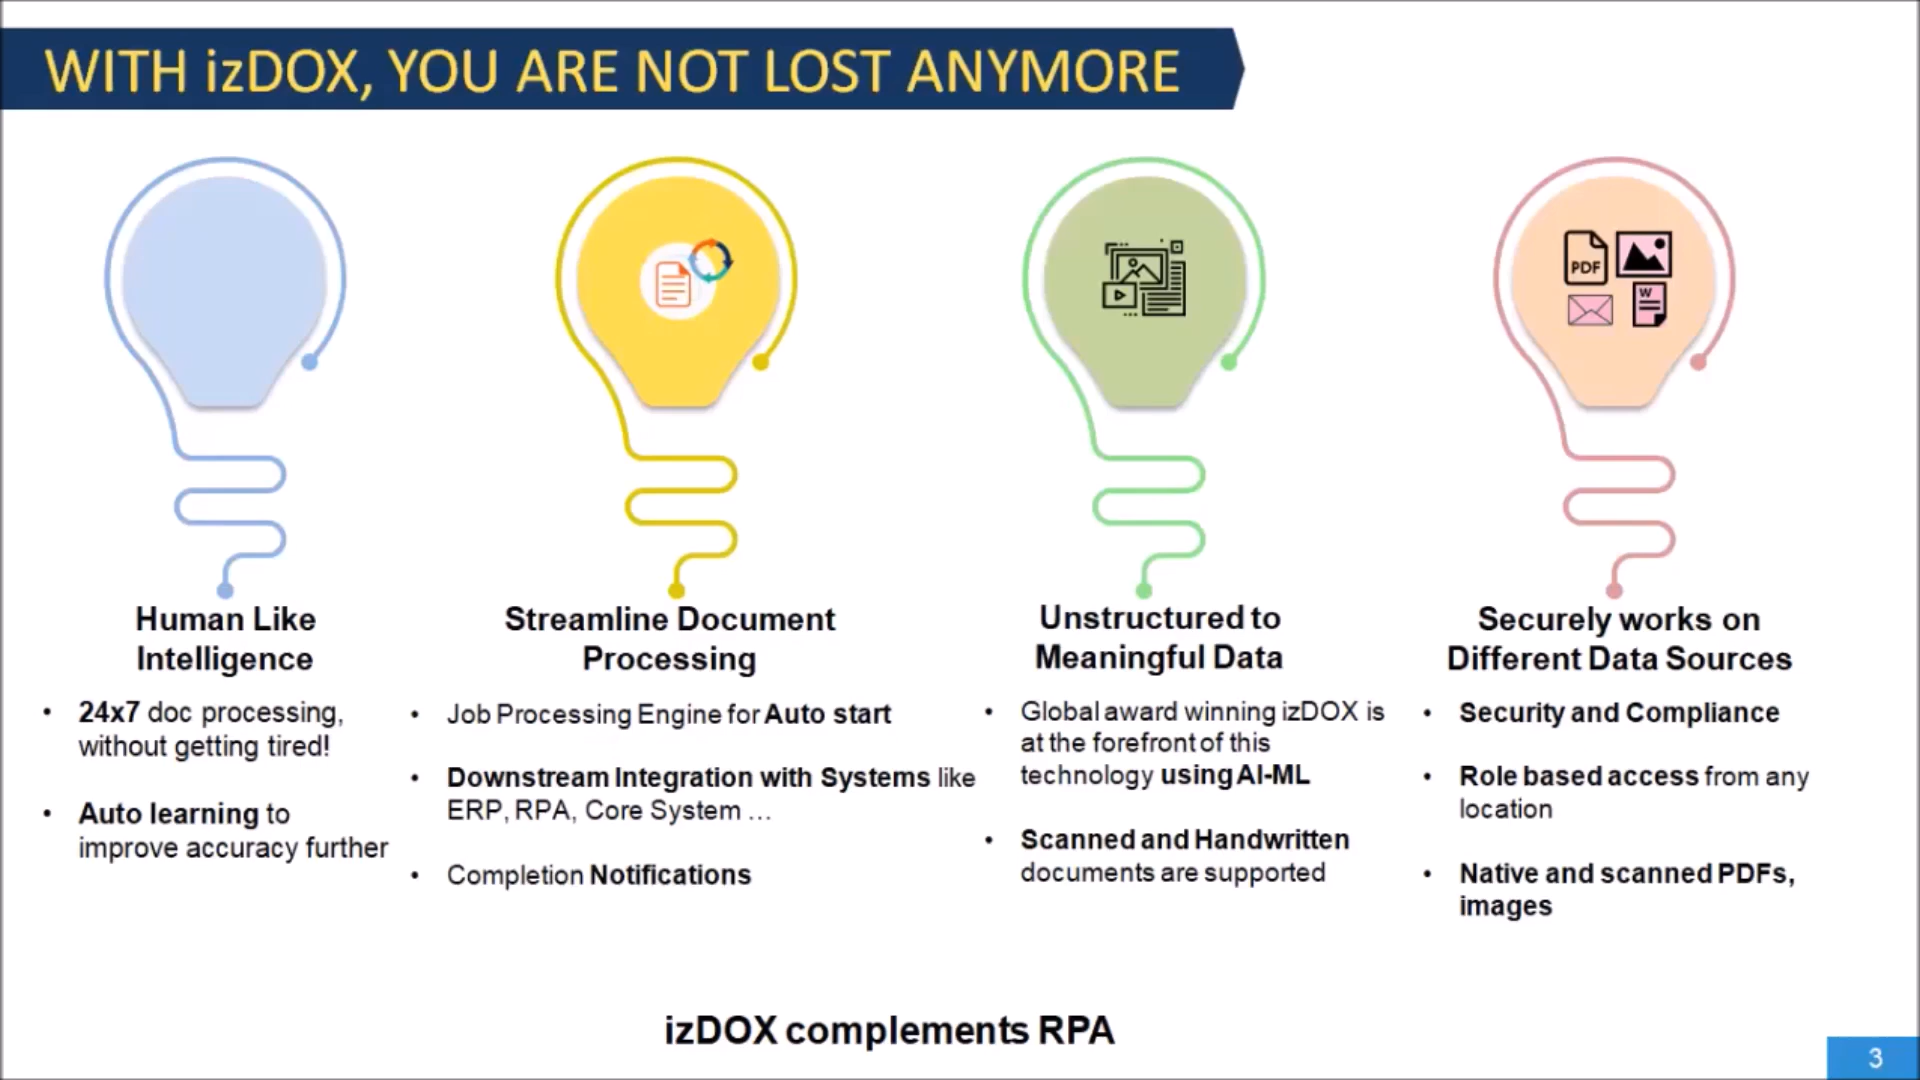 WITH izDOX, YOU ARE NOT LOST ANYMORE
PDF
W
Human Like
Intelligence
• 24x7 doc processing,
without getting tired!
• Auto learning to
improve accuracy further
Streamline Document
Processing
• Job Processing Engine for Auto start
• Downstream Integration with Systems like
ERP, RPA, Core System ...
• Completion Notifications
Unstructured to
Meaningful Data
• Global award winning izDOX is
at the forefront of this
technology using AI-ML
• Scanned and Handwritten
documents are supported
Securely works on
Different Data Sources
• Security and Compliance
• Role based access from any
location
• Native and scanned PDFs,
images
izDOX complements RPA
3